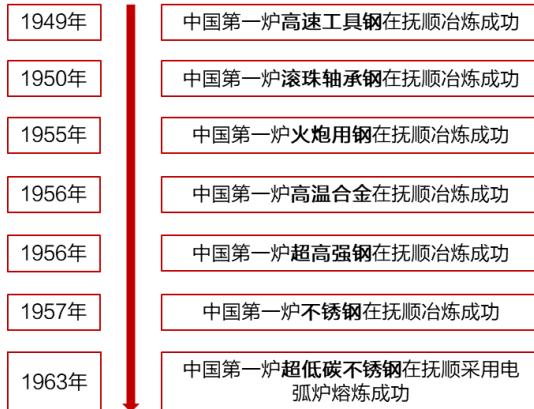 1949年
中国第一炉高速工具钢在抚顺冶炼成功
1950年
中国第一炉滚珠轴承钢在抚顺冶炼成功
1955年
中国第一炉火炮用钢在抚顺冶炼成功
1956年
中国第一炉高温合金在抚顺冶炼成功
1956年
中国第一炉超高强钢在抚顺冶炼成功
1957年
中国第一炉不锈钢在抚顺冶炼成功
1963年
中国第一炉超低碳不锈钢在抚顺采用电
弧炉熔炼成功